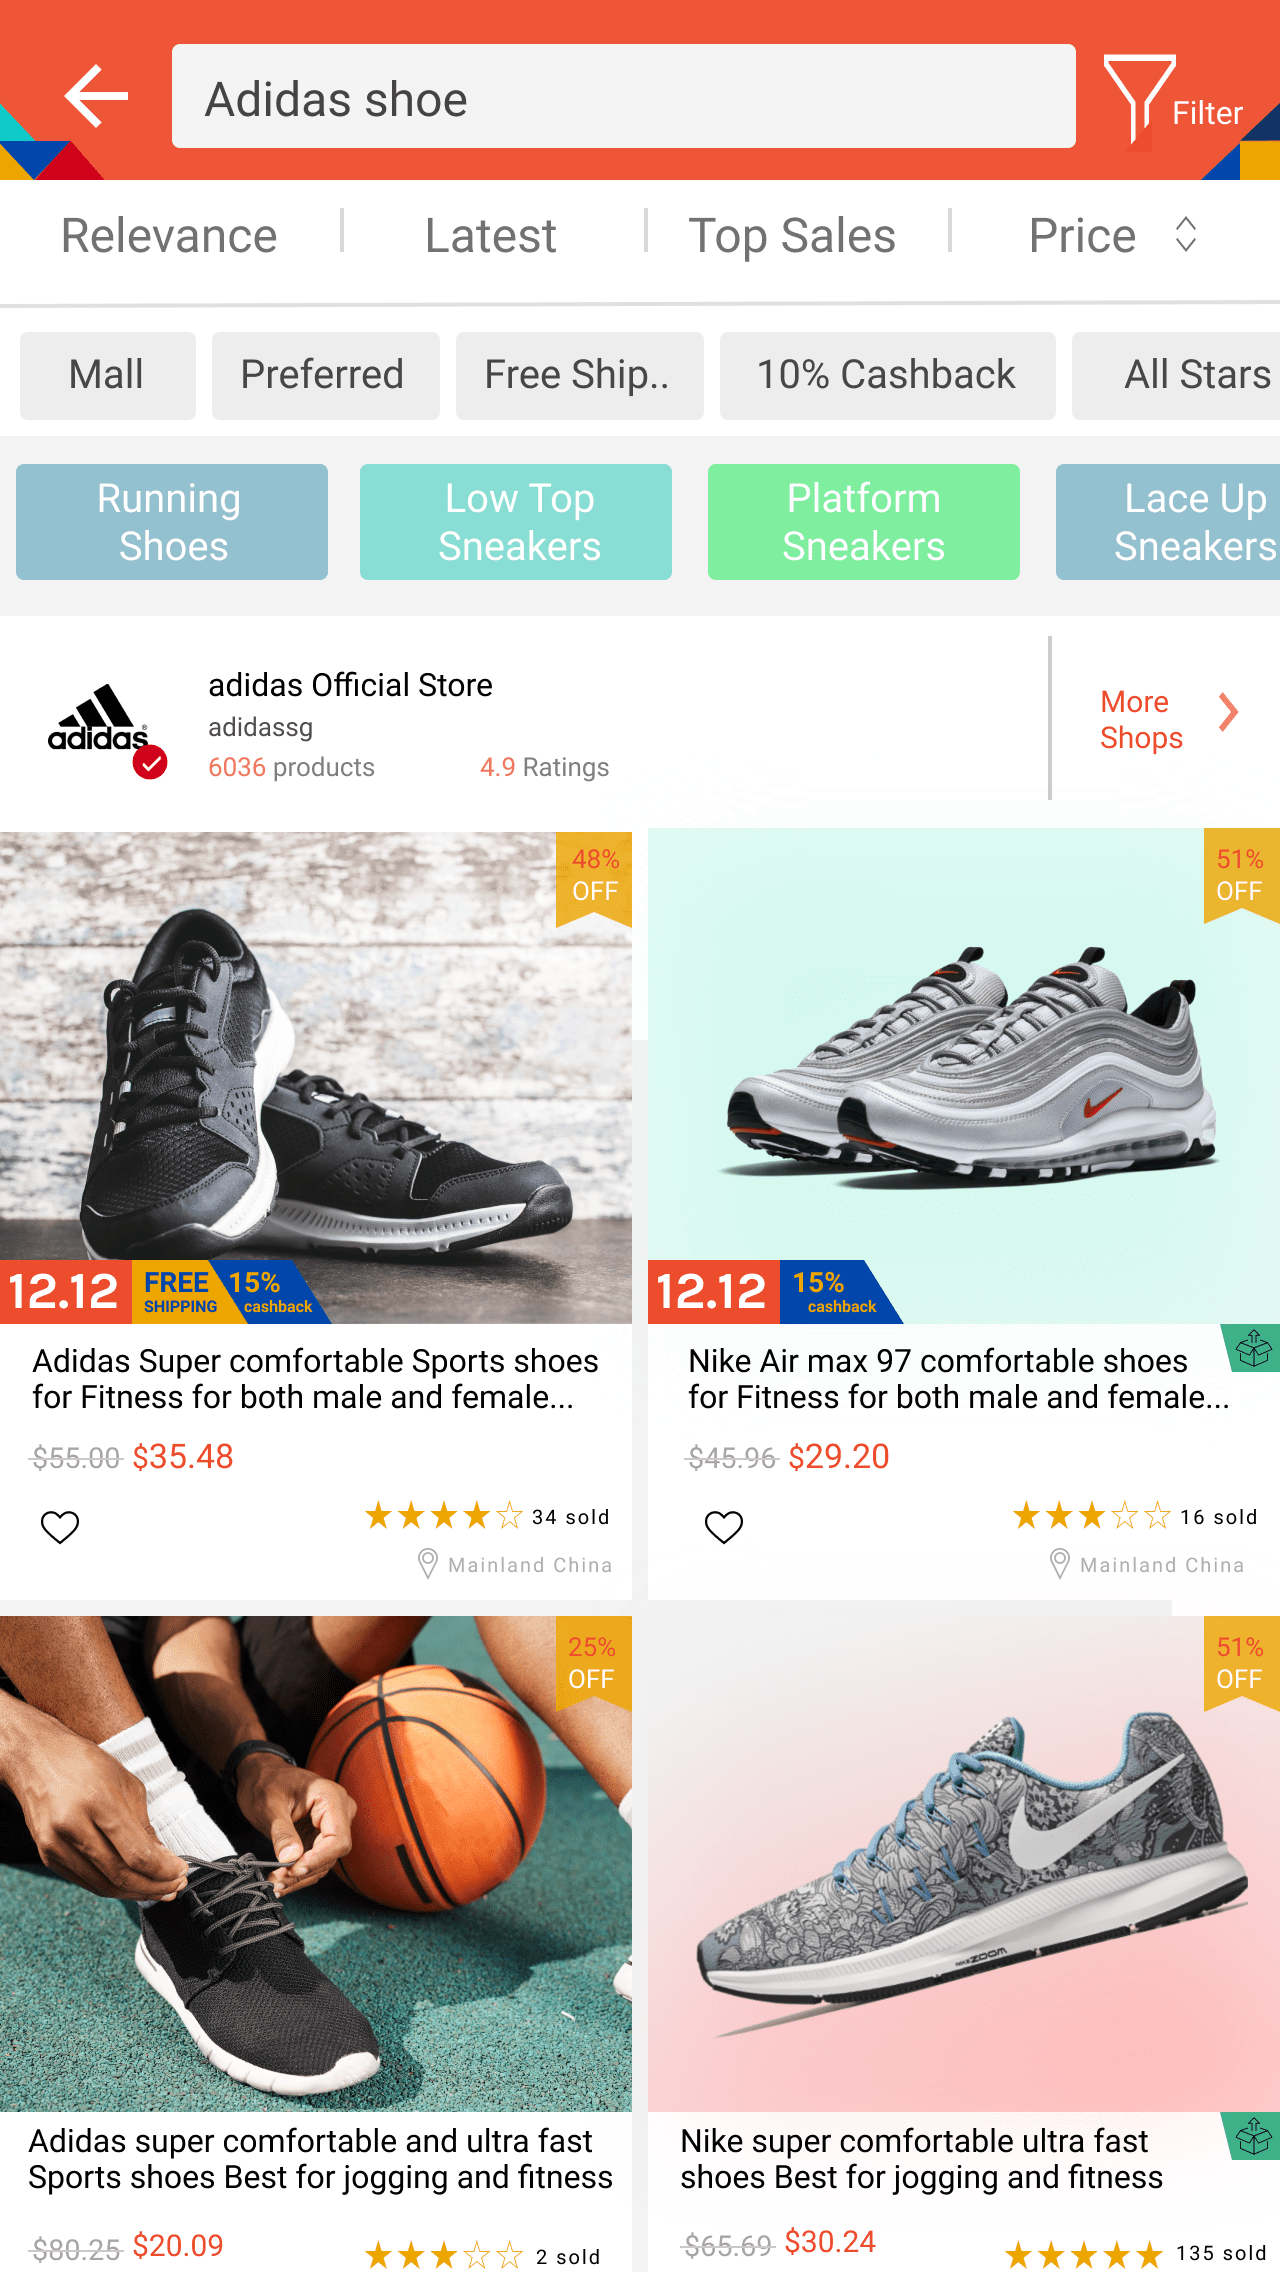 Adidas shoe
Filter
Relevance
Latest
Top Sales
Price
Mall
Preferred
Free Ship..
10% Cashback
All Stars
Running
Shoes
Low Top
Sneakers
Platform
Sneakers
Lace Up
Sneakers
adidas
adidas Official Store
adidassg
6036 products
4.9 Ratings
More
Shops
48%
OFF
12.12
FREE
SHIPPING
15%
cashback
Adidas Super comfortable Sports shoes
for Fitness for both male and female...
$55.00 $35.48
34 sold
Mainland China
51%
OFF
12.12
15%
cashback
Nike Air max 97 comfortable shoes
for Fitness for both male and female...
$45.96 $29.20
16 sold
Mainland China
25%
OFF
Adidas super comfortable and ultra fast
Sports shoes Best for jogging and fitness
$80.25 $20.09
2 sold
51%
OFF
NIKE ZOOM
Nike super comfortable ultra fast
shoes Best for jogging and fitness
$65.69 $30.24
135 sold